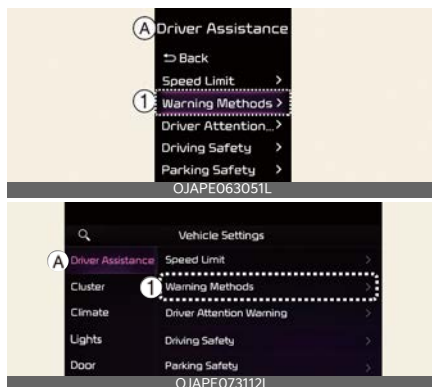 A Driver Assistance
Back
Speed Limit >
1 Warning Methods >
Driver Attention... >
Driving Safety >
Parking Safety >
OJAPE063051L
Vehicle Settings
A Driver Assistance Speed Limit >
Cluster 1 Warning Methods >
Climate Driver Attention Warning >
Lights Driving Safety >
Door Parking Safety >
OJAPE073112L